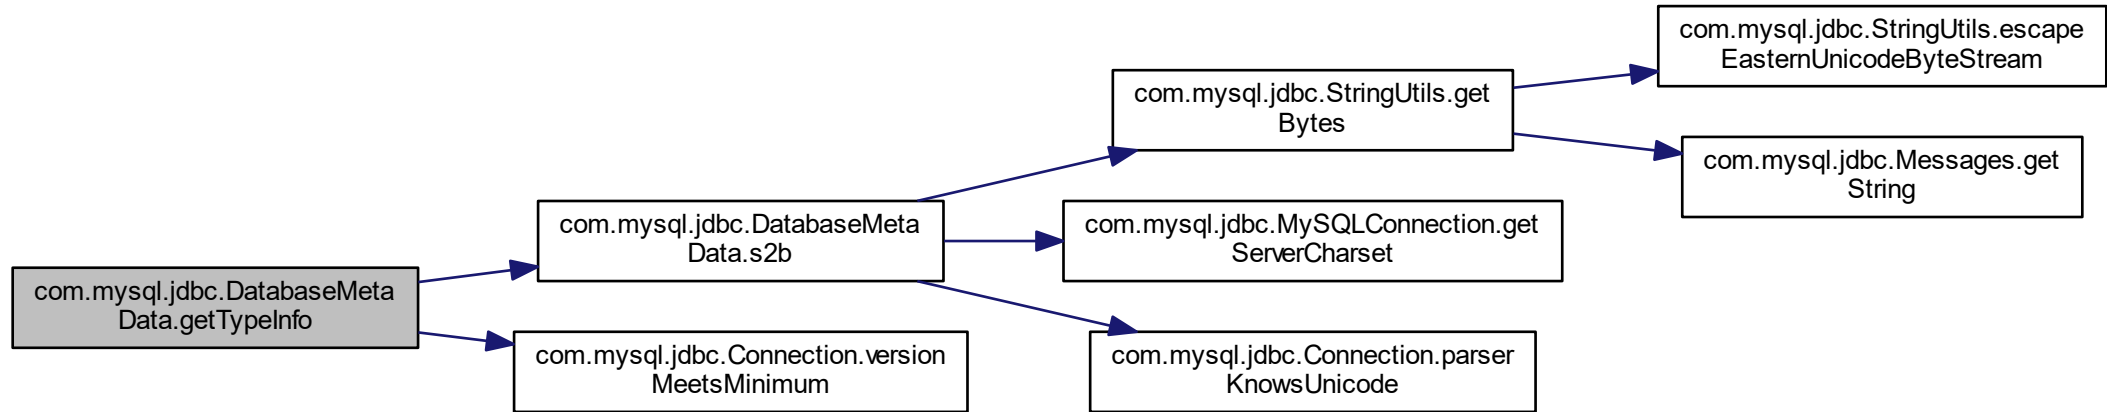 com.mysql.jdbc.DatabaseMeta
Data.getTypeInfo
com.mysql.jdbc.DatabaseMeta
Data.s2b
com.mysql.jdbc.Connection.version
MeetsMinimum
com.mysql.jdbc.StringUtils.get
Bytes
com.mysql.jdbc.MySQLConnection.get
ServerCharset
com.mysql.jdbc.Connection.parser
KnowsUnicode
com.mysql.jdbc.StringUtils.escape
EasternUnicodeByteStream
com.mysql.jdbc.Messages.get
String